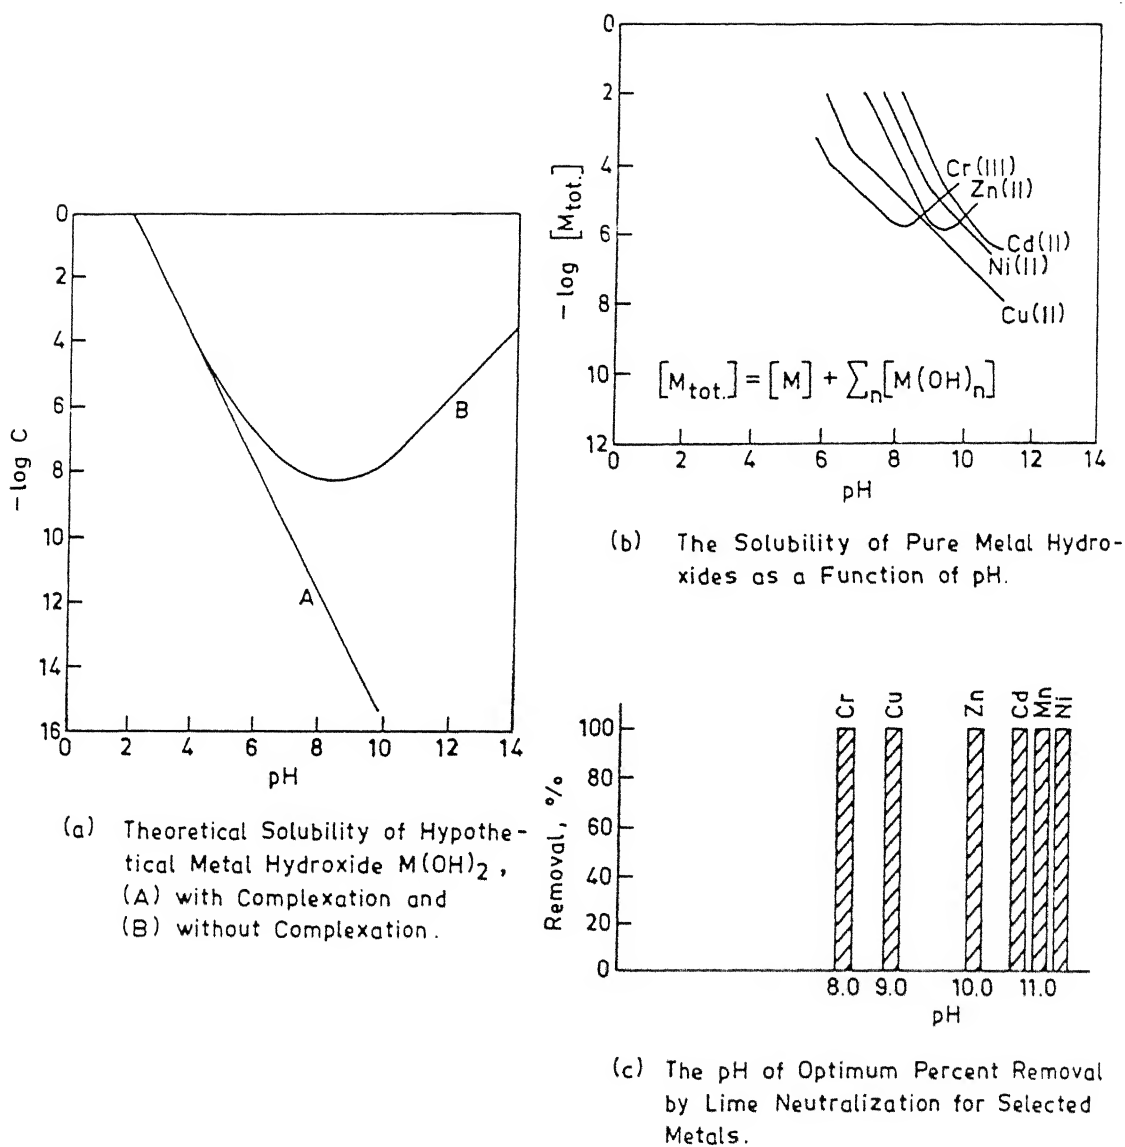 0
2
4
6
8
10
12
14
16
-log C
A
B
0 2 4 6 8 10 12 14
pH
(a) Theoretical Solubility of Hypothe-
tical Metal Hydroxide M(OH)2 ,
(A) with Complexation and
(B) without Complexation.
0
2
4
6
8
10
12
-log [Mtot.]
Cr(III)
Zn(II)
Cd(II)
Ni(II)
Cu(II)
[Mtot.] = [M] + ∑n[M(OH)n]
0 2 4 6 8 10 12 14
pH
(b) The Solubility of Pure Melal Hydro-
xides as a Function of pH.
Cr Cu Zn Cd Mn Ni
100
80
60
40
20
0
Removal, %
8.0 9.0 10.0 11.0
pH
(c) The pH of Optimum Percent Removal
by Lime Neutralization for Selected
Metals.